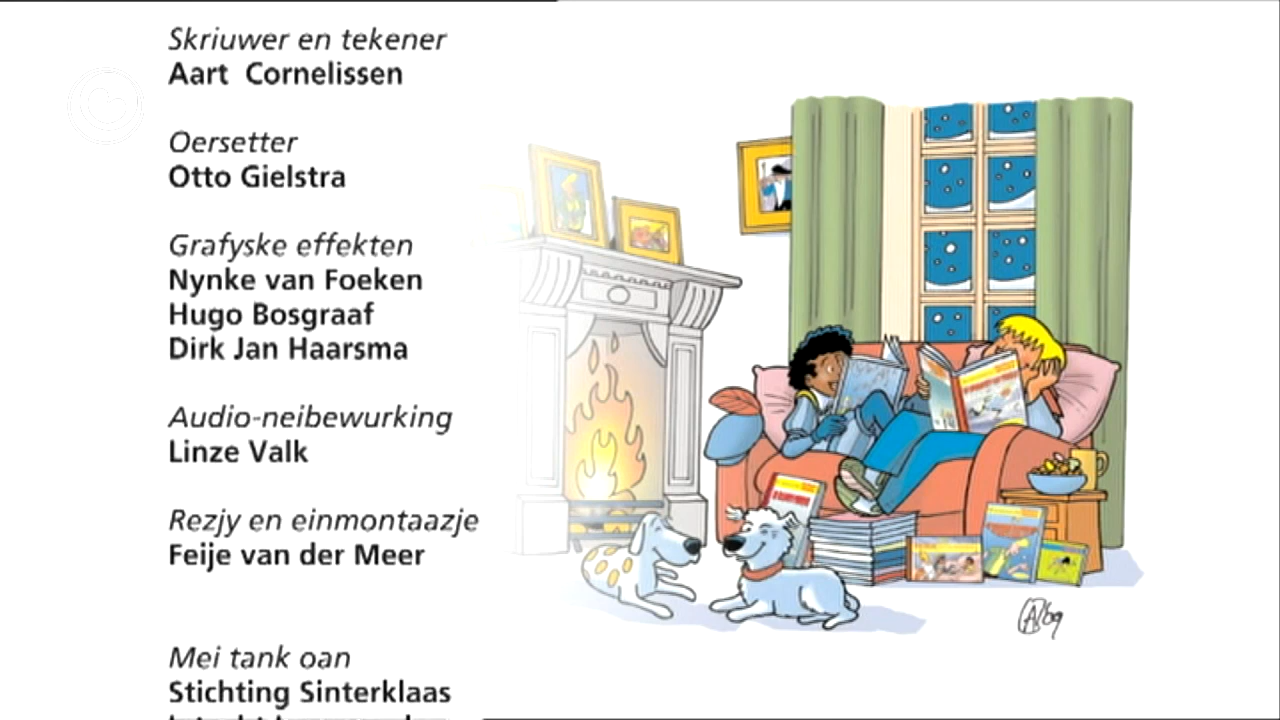 Skriuwer en tekener
Aart Cornelissen
Oersetter
Otto Gielstra
Grafyske effekten
Nynke van Foeken
Hugo Bosgraaf
Dirk Jan Haarsma
Audio-neibewurking
Linze Valk
Rezjy en einmontaazje
Feije van der Meer
Mei tank oan
Stichting Sinterklaas